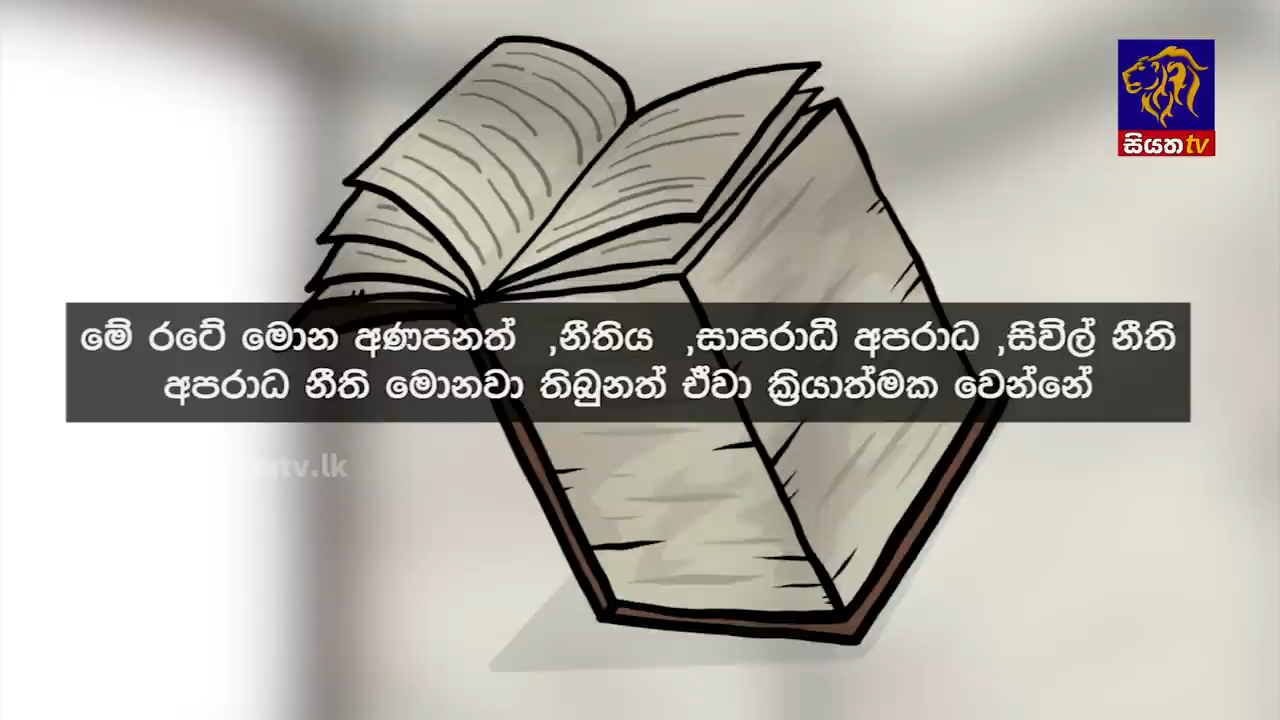 සියත tv
මේ රටේ මොන අණපනත්  ,නීතිය  ,සාපරාධී අපරාධ ,සිවිල් නීති
අපරාධ නීති මොනවා තිබුනත් ඒවා ක්‍රියාත්මක වෙන්නේ